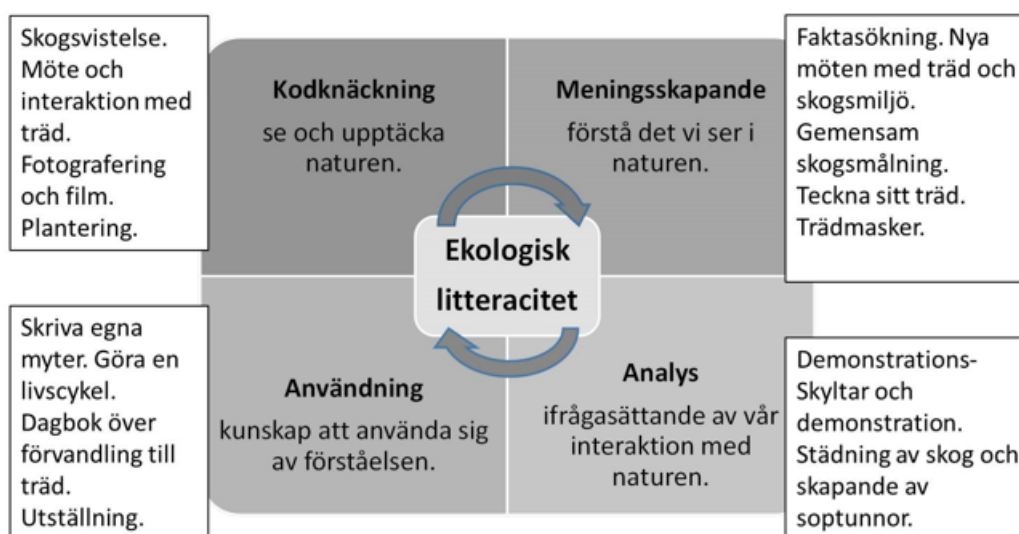 Skogsvistelse.
Möte och
interaktion med
träd.
Fotografering
och film.
Plantering.
Kodknäckning
se och upptäcka
naturen.
Meningsskapande
förstå det vi ser i
naturen.
Faktasökning. Nya
möten med träd och
skogsmiljö.
Gemensam
skogsmålning.
Teckna sitt träd.
Trädmasker.
Ekologisk
litteracitet
Skriva egna
myter. Göra en
livscykel.
Dagbok över
förvandling till
träd.
Utställning.
Användning
kunskap att använda sig
av förståelsen.
Analys
ifrågasättande av vår
interaktion med
naturen.
Demonstrations-
Skyltar och
demonstration.
Städning av skog och
skapande av
soptunnor.